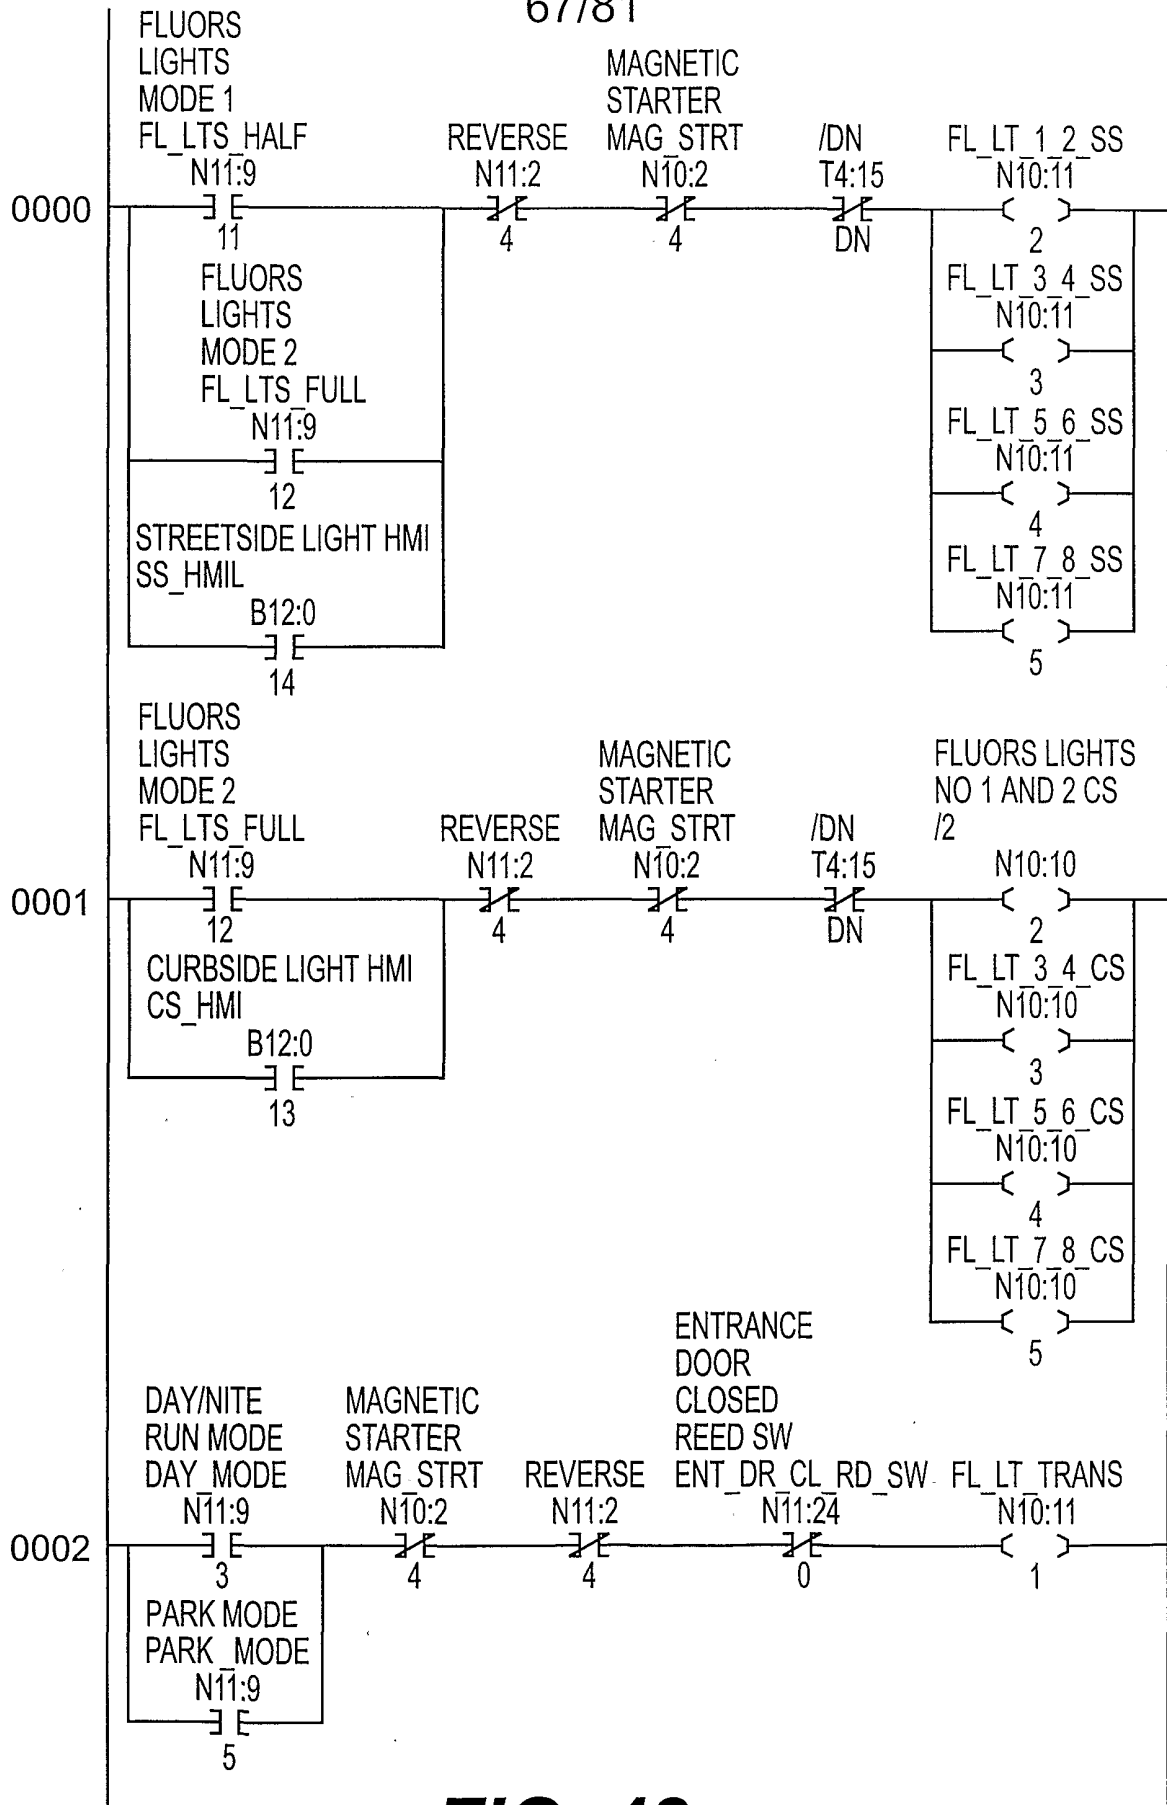 67/81
FLUORS
LIGHTS
MODE 1
FL_LTS_HALF
N11:9
11
REVERSE
N11:2
4
MAGNETIC
STARTER
MAG_STRT
N10:2
4
/DN
T4:15
DN
FL_LT_1_2_SS
N10:11
2
0000
FLUORS
LIGHTS
MODE 2
FL_LTS_FULL
N11:9
12
STREETSIDE LIGHT HMI
SS_HMIL
B12:0
14
FL_LT_3_4_SS
N10:11
3
FL_LT_5_6_SS
N10:11
4
FL_LT_7_8_SS
N10:11
5
FLUORS
LIGHTS
MODE 2
FL_LTS_FULL
N11:9
12
REVERSE
N11:2
4
MAGNETIC
STARTER
MAG_STRT
N10:2
4
/DN
T4:15
DN
FLUORS LIGHTS
NO 1 AND 2 CS
/2
N10:10
2
0001
CURBSIDE LIGHT HMI
CS_HMI
B12:0
13
FL_LT_3_4_CS
N10:10
3
FL_LT_5_6_CS
N10:10
4
FL_LT_7_8_CS
N10:10
5
DAY/NITE
RUN MODE
DAY_MODE
N11:9
3
MAGNETIC
STARTER
MAG_STRT
N10:2
4
REVERSE
N11:2
4
ENTRANCE
DOOR
CLOSED
REED SW
ENT_DR_CL_RD_SW
N11:24
0
FL_LT_TRANS
N10:11
1
0002
PARK MODE
PARK_MODE
N11:9
5